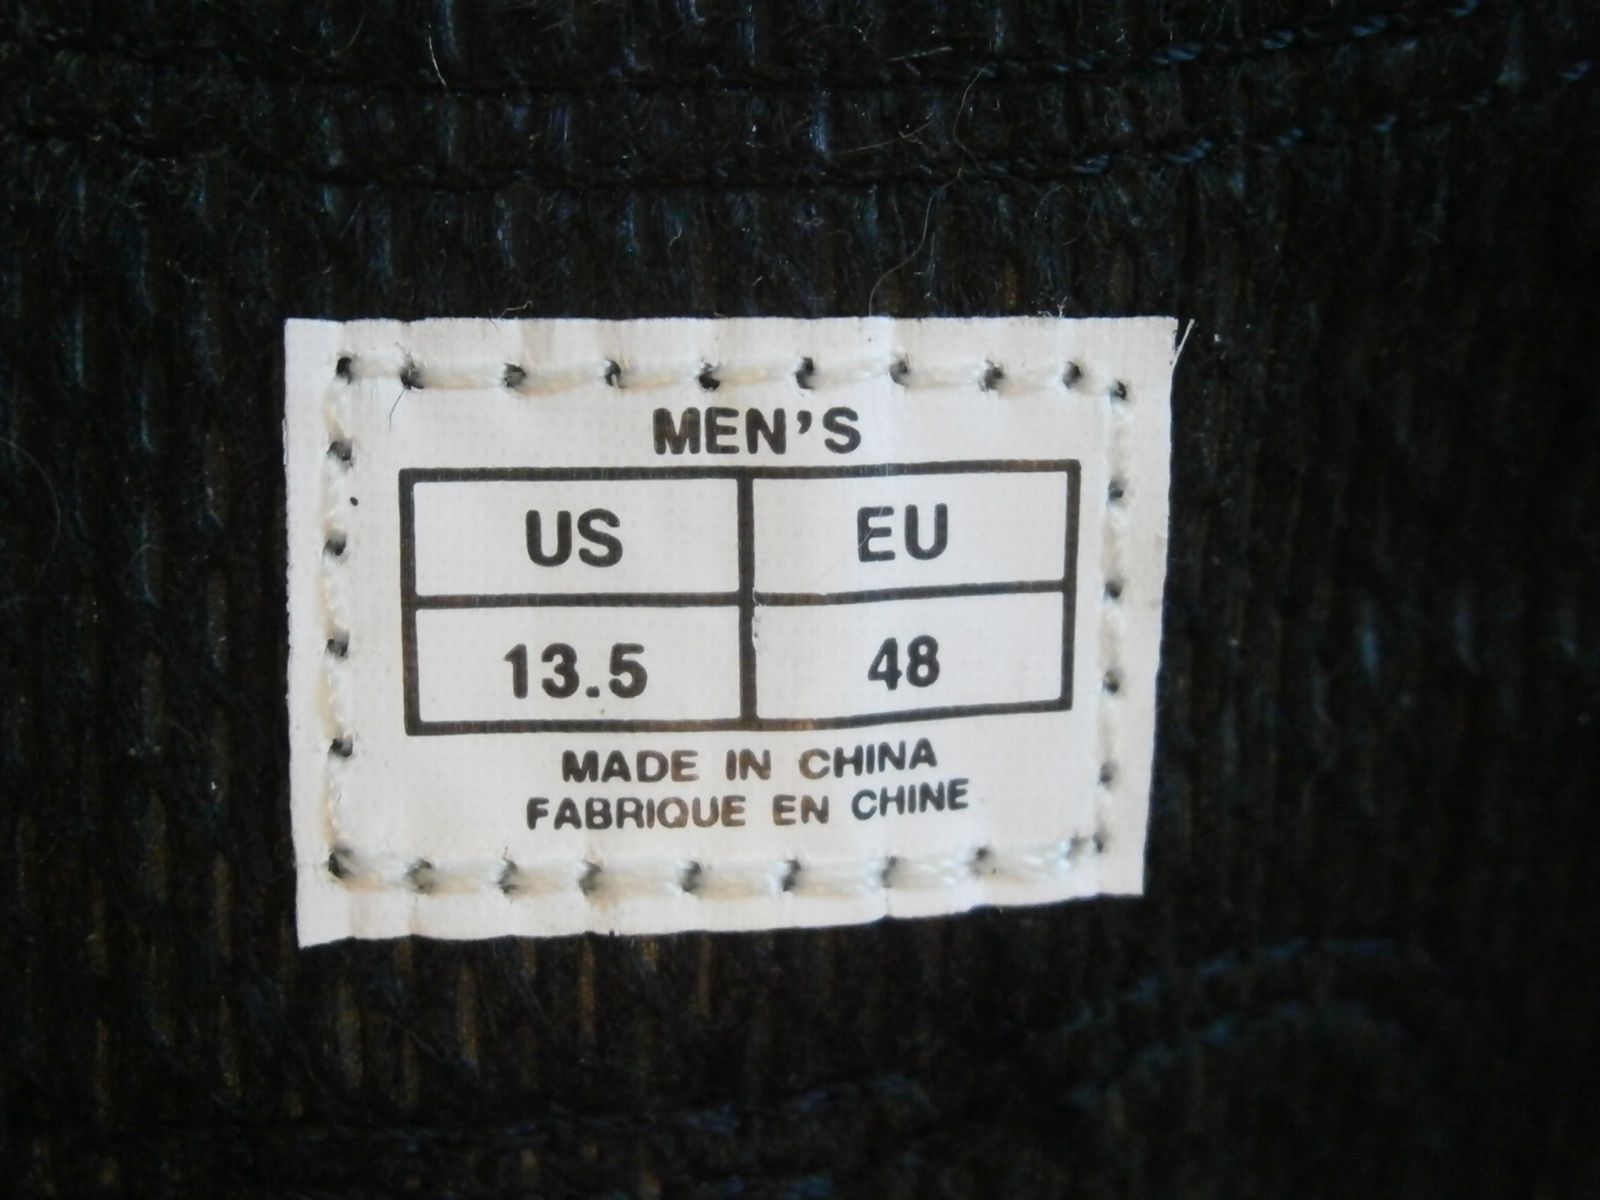 MEN'S
US EU
13.5 48
MADE IN CHINA
FABRIQUE EN CHINE